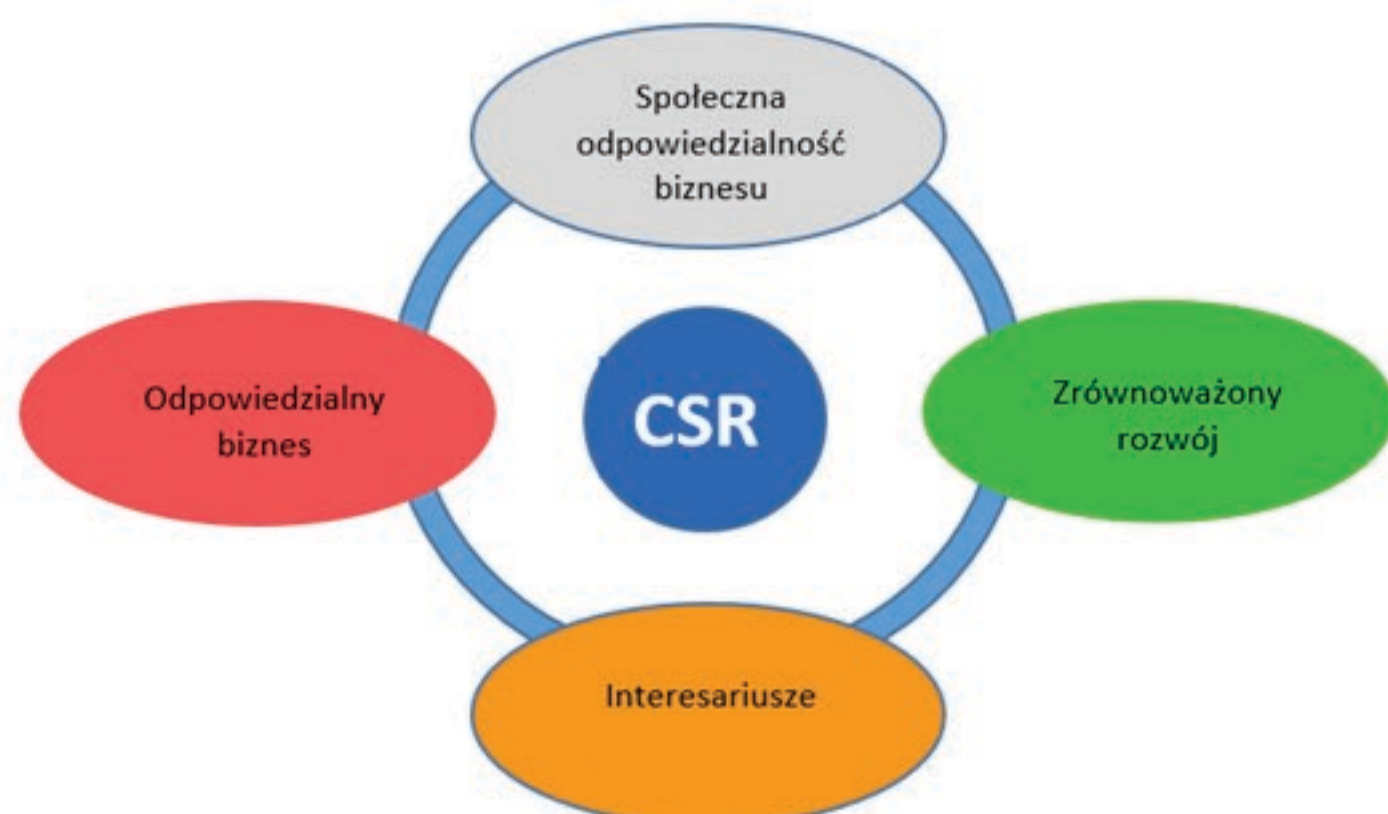 Społeczna
odpowiedzialność
biznesu
Odpowiedzialny
biznes
CSR
Zrównoważony
rozwój
Interesariusze